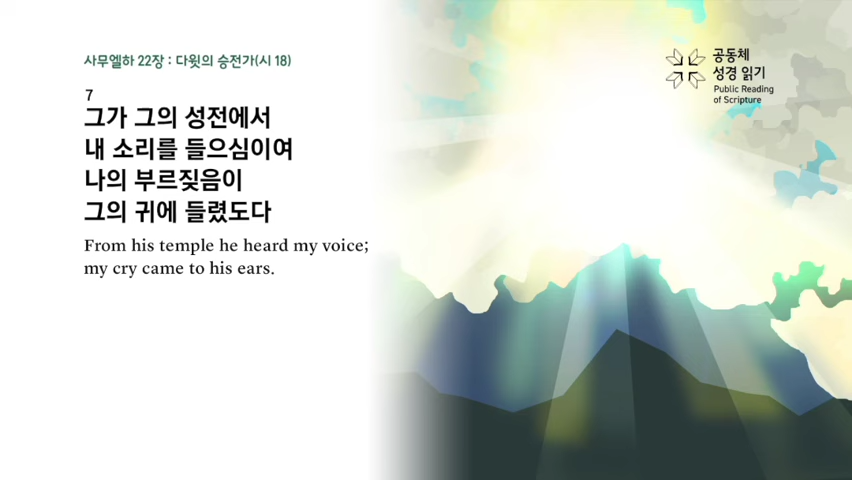 사무엘하 22장 : 다윗의 승전가(시 18)
7
그가 그의 성전에서
내 소리를 들으심이여
나의 부르짖음이
그의 귀에 들렸도다
From his temple he heard my voice;
my cry came to his ears.
공동체
성경 읽기
Public Reading
of Scripture